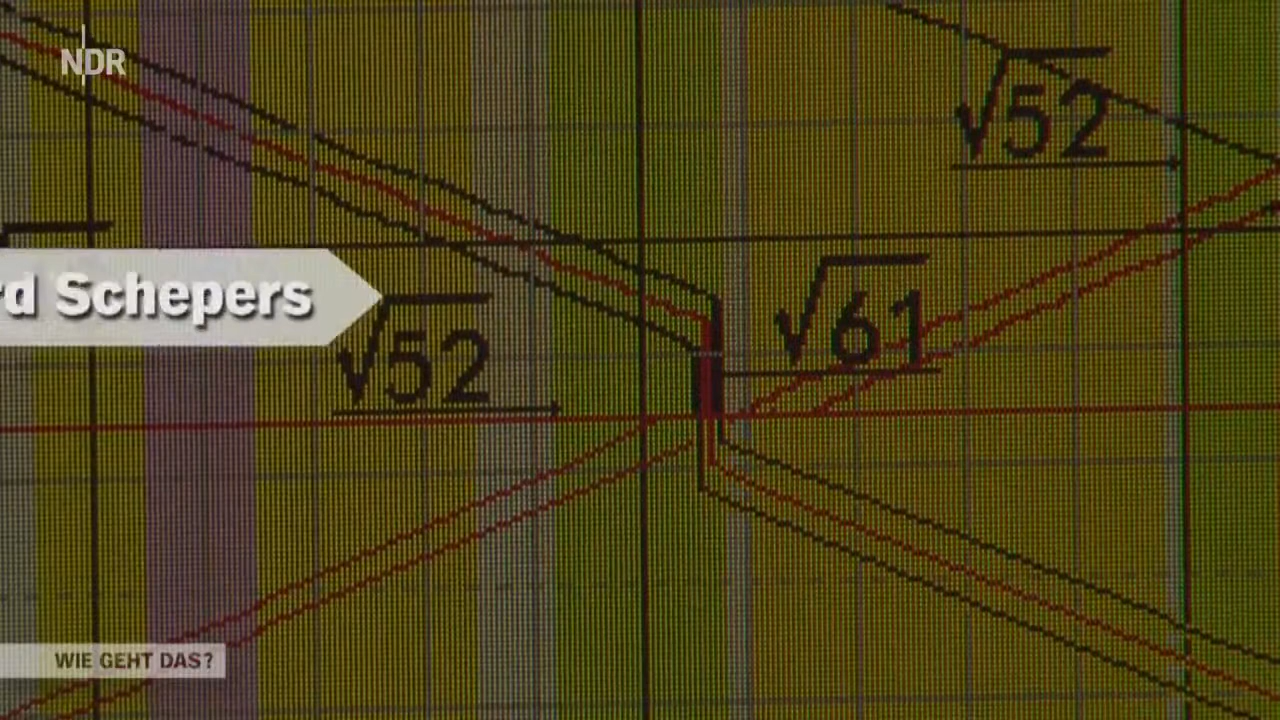 NDR
√52
rd Schepers
√52
√61
WIE GEHT DAS?